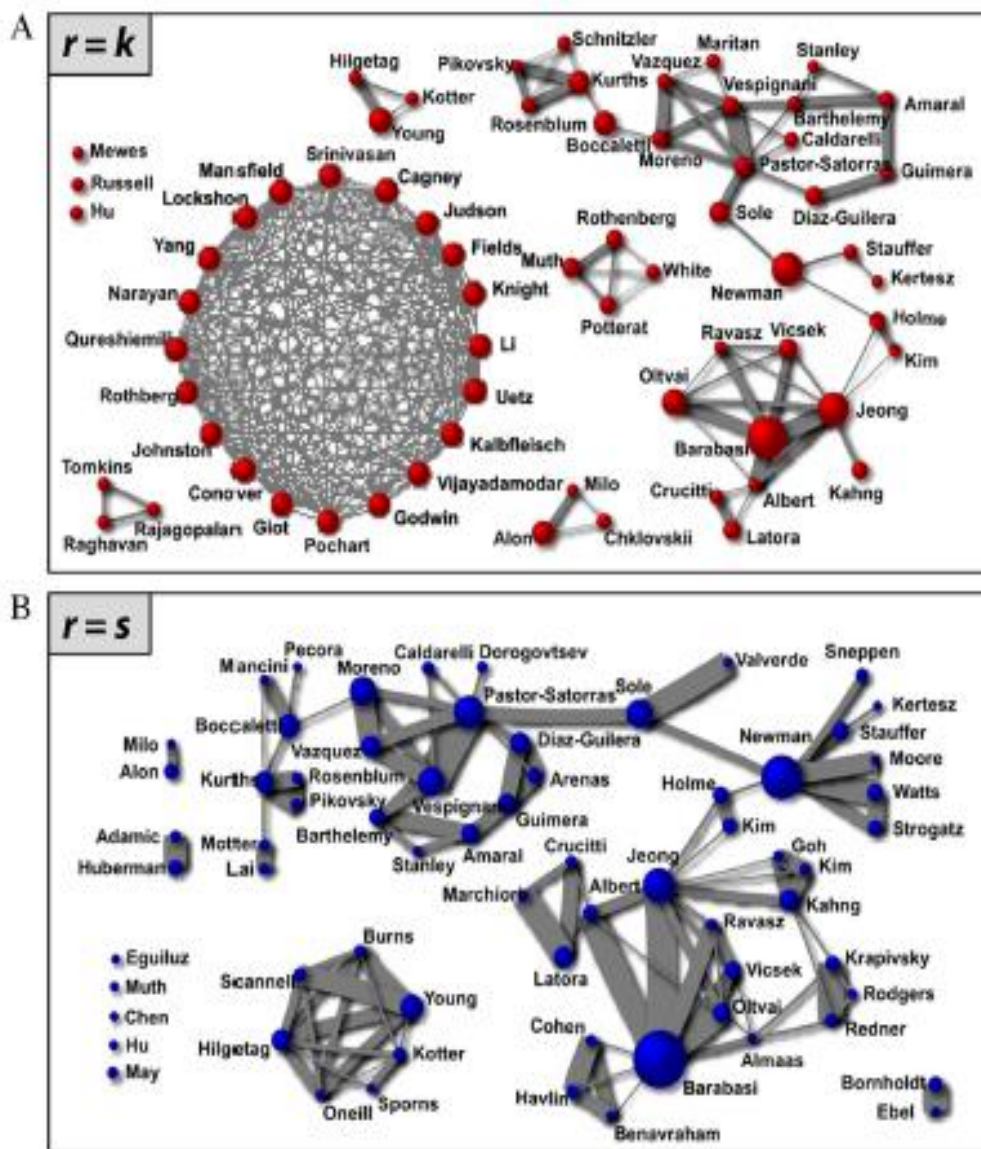 A
r = k
Schnitzler
Maritan
Stanley
Hilgetag
Pikovsky
Kurths
Vazquez
Vespignani
Kotter
Amaral
Barthelemy
Young
Rosenblum
Caldarelli
Boccaletti
Mewes
Srinivasan
Moreno
Pastor-Satorras
Guimera
Russell
Mansfield
Cagney
Hu
Lockshon
Judson
Rothenberg
Sole
Diaz-Guilera
Yang
Fields
Muth
White
Stauffer
Narayan
Knight
Newman
Kertesz
Potterat
Holme
Qureshiemili
Li
Ravasz
Vicsek
Kim
Oltvai
Rothberg
Uetz
Jeong
Johnston
Kalbfleisch
Barabasi
Tomkins
Conover
Vijayadamodar
Milo
Crucitti
Albert
Kahng
Rajagopalan
Giot
Godwin
Raghavan
Pochart
Alon
Chklovskii
Latora
B
r = s
Pecora
Mancini
Moreno
Caldarelli
Dorogovtsev
Valverde
Sneppen
Pastor-Satorras
Sole
Kertesz
Boccaletti
Newman
Stauffer
Milo
Vazquez
Diaz-Guilera
Moore
Alon
Kurths
Rosenblum
Arenas
Holme
Watts
Pikovsky
Vespignani
Guimera
Adamic
Barthelemy
Kim
Strogatz
Motter
Stanley
Amaral
Crucitti
Jeong
Goh
Huberman
Lai
Kim
Marchiori
Albert
Kahng
Burns
Ravasz
Eguiluz
Scannell
Latora
Vicsek
Krapivsky
Muth
Young
Oltvai
Rodgers
Chen
Cohen
Redner
Hu
Hilgetag
Kotter
Almaas
May
Barabasi
Bornholdt
Oneill
Sporns
Havlin
Ebel
Benavraham